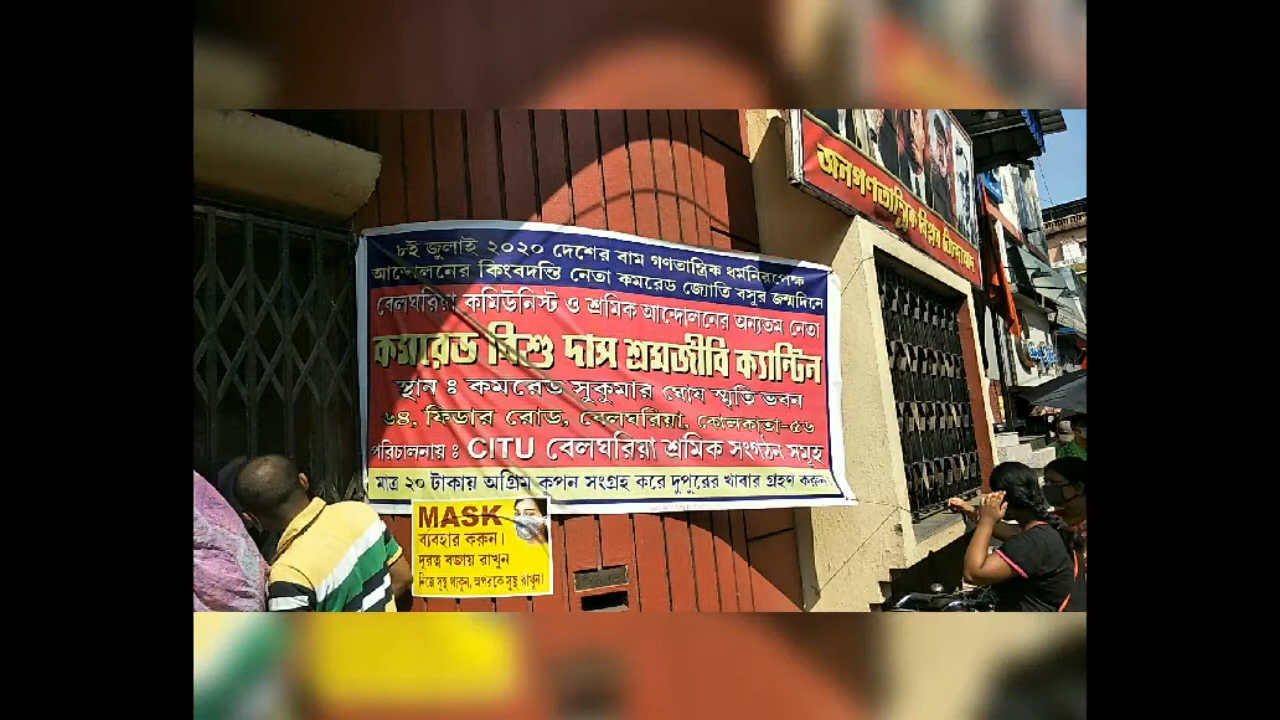 জনগণতান্ত্রিক বিপ্লব জিন্দাবাদ
৮ই জুলাই ২০২০ দেশের বাম গণতান্ত্রিক ধর্মনিরপেক্ষ
আন্দোলনের কিংবদন্তি নেতা কমরেড জ্যোতি বসুর জন্মদিনে
বেলঘরিয়া কমিউনিস্ট ও শ্রমিক আন্দোলনের অন্যতম নেতা
কমরেড বিশু দাস শ্রমজীবি ক্যান্টিন
স্থান ঃ কমরেড সুকুমার ঘোষ স্মৃতি ভবন
৬৪, ফিডার রোড, বেলঘরিয়া, কোলকাতা-৫৬
পরিচালনায় ঃ CITU বেলঘরিয়া শ্রমিক সংগঠন সমূহ
মাত্র ২০ টাকায় অগ্রিম কুপন সংগ্রহ করে দুপুরের খাবার গ্রহণ করুন
MASK
ব্যবহার করুন।
দূরত্ব বজায় রাখুন
নিজে সুস্থ থাকুন, অপরকে সুস্থ রাখুন।